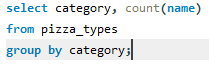 select category, count(name)
from pizza_types
group by category;